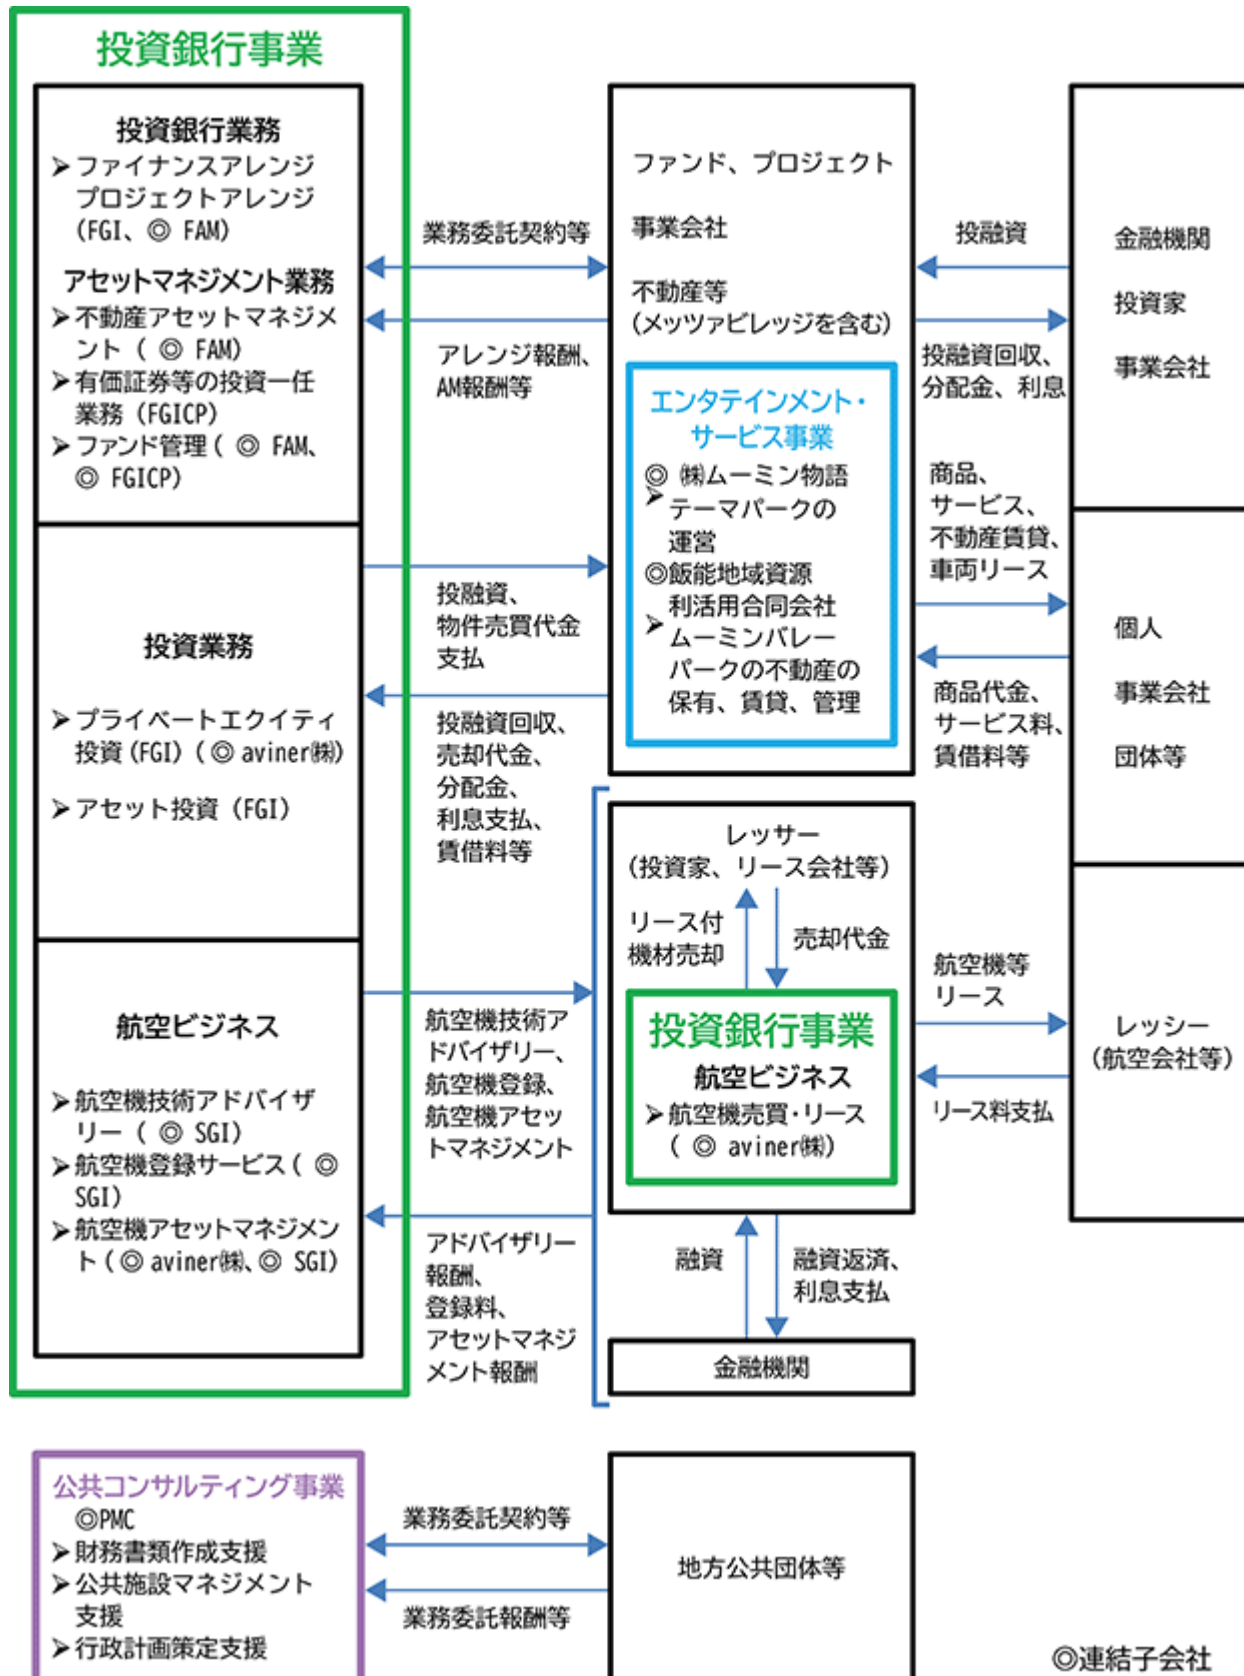 投資銀行事業
投資銀行業務
➢ファイナンスアレンジ
プロジェクトアレンジ
(FGI、◎ FAM)
アセットマネジメント業務
➢不動産アセットマネジメ
ント ( ◎ FAM)
➢有価証券等の投資一任
業務 (FGICP)
➢ファンド管理 ( ◎ FAM、
◎ FGICP)
投資業務
➢プライベートエクイティ
投資 (FGI) ( ◎ aviner㈱)
➢アセット投資 (FGI)
航空ビジネス
➢航空機技術アドバイザ
リー ( ◎ SGI)
➢航空機登録サービス ( ◎
SGI)
➢航空機アセットマネジメン
ト ( ◎ aviner㈱、◎ SGI)
業務委託契約等
アレンジ報酬、
AM報酬等
投融資、
物件売買代金
支払
投融資回収、
売却代金、
分配金、
利息支払、
賃借料等
航空機技術ア
ドバイザリー、
航空機登録、
航空機アセッ
トマネジメント
アドバイザリー
報酬、
登録料、
アセットマネジ
メント報酬
ファンド、プロジェクト
事業会社
不動産等
(メッツァビレッジを含む)
エンタテインメント・
サービス事業
◎ ㈱ムーミン物語
➢テーマパークの
運営
◎飯能地域資源
利活用合同会社
➢ムーミンバレー
パークの不動産の
保有、賃貸、管理
レッサー
(投資家、リース会社等)
リース付
機材売却
売却代金
投資銀行事業
航空ビジネス
➢航空機売買・リース
( ◎ aviner㈱)
融資
融資返済、
利息支払
金融機関
投融資
投融資回収、
分配金、利息
商品、
サービス、
不動産賃貸、
車両リース
商品代金、
サービス料、
賃借料等
航空機等
リース
リース料支払
金融機関
投資家
事業会社
個人
事業会社
団体等
レッシー
(航空会社等)
公共コンサルティング事業
◎PMC
➢財務書類作成支援
➢公共施設マネジメント
支援
➢行政計画策定支援
業務委託契約等
業務委託報酬等
地方公共団体等
◎連結子会社